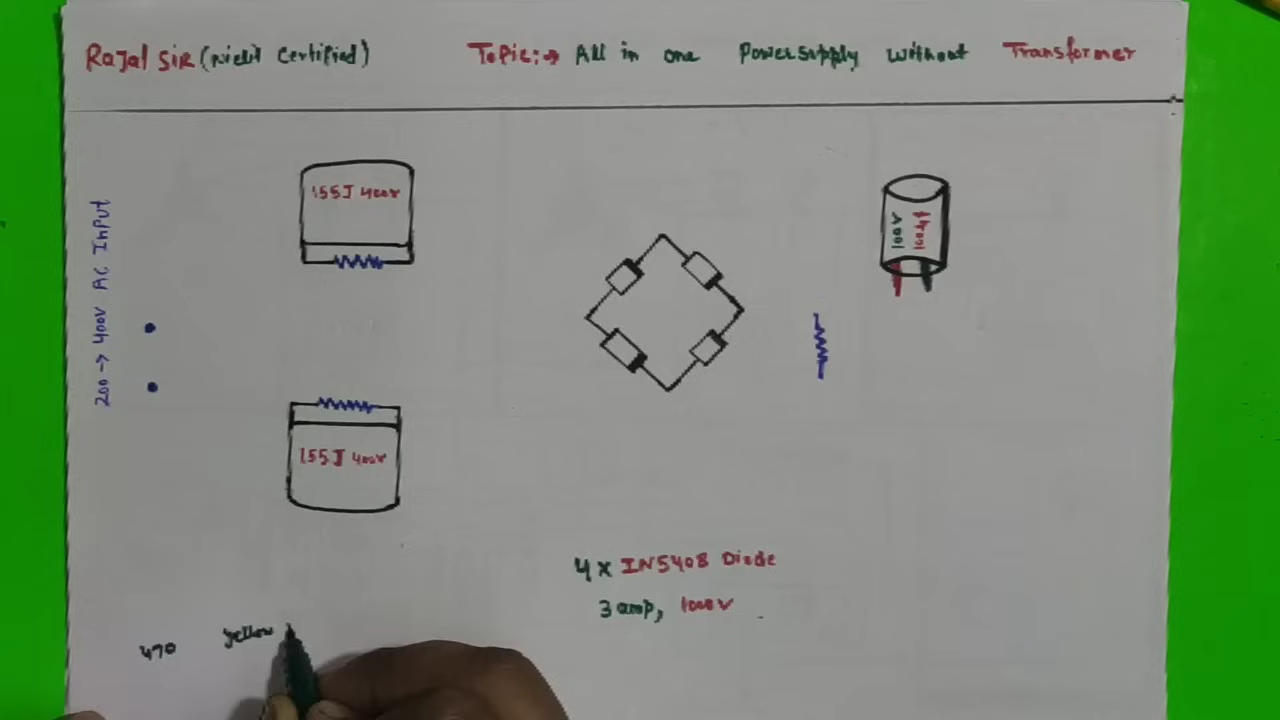 Rajal Sir (nielit certified)
Topic:→ All in one Powersupply without Transformer
200 → 400V AC Input
155J 400v
100V
100µf
155J 400v
4 x IN5408 Diode
3 amp, 1000V
470 yellow